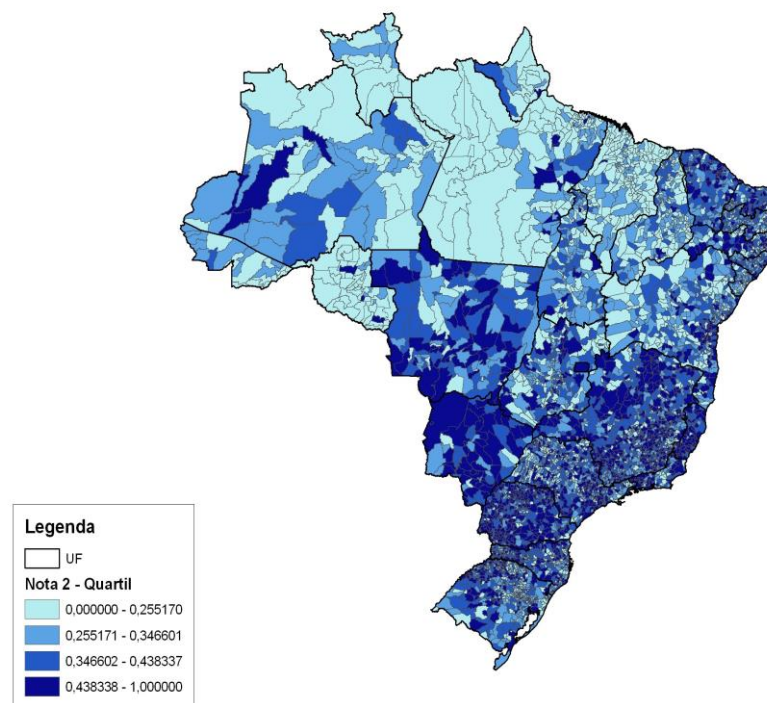 Legenda
UF
Nota 2 - Quartil
0,000000 - 0,255170
0,255171 - 0,346601
0,346602 - 0,438337
0,438338 - 1,000000